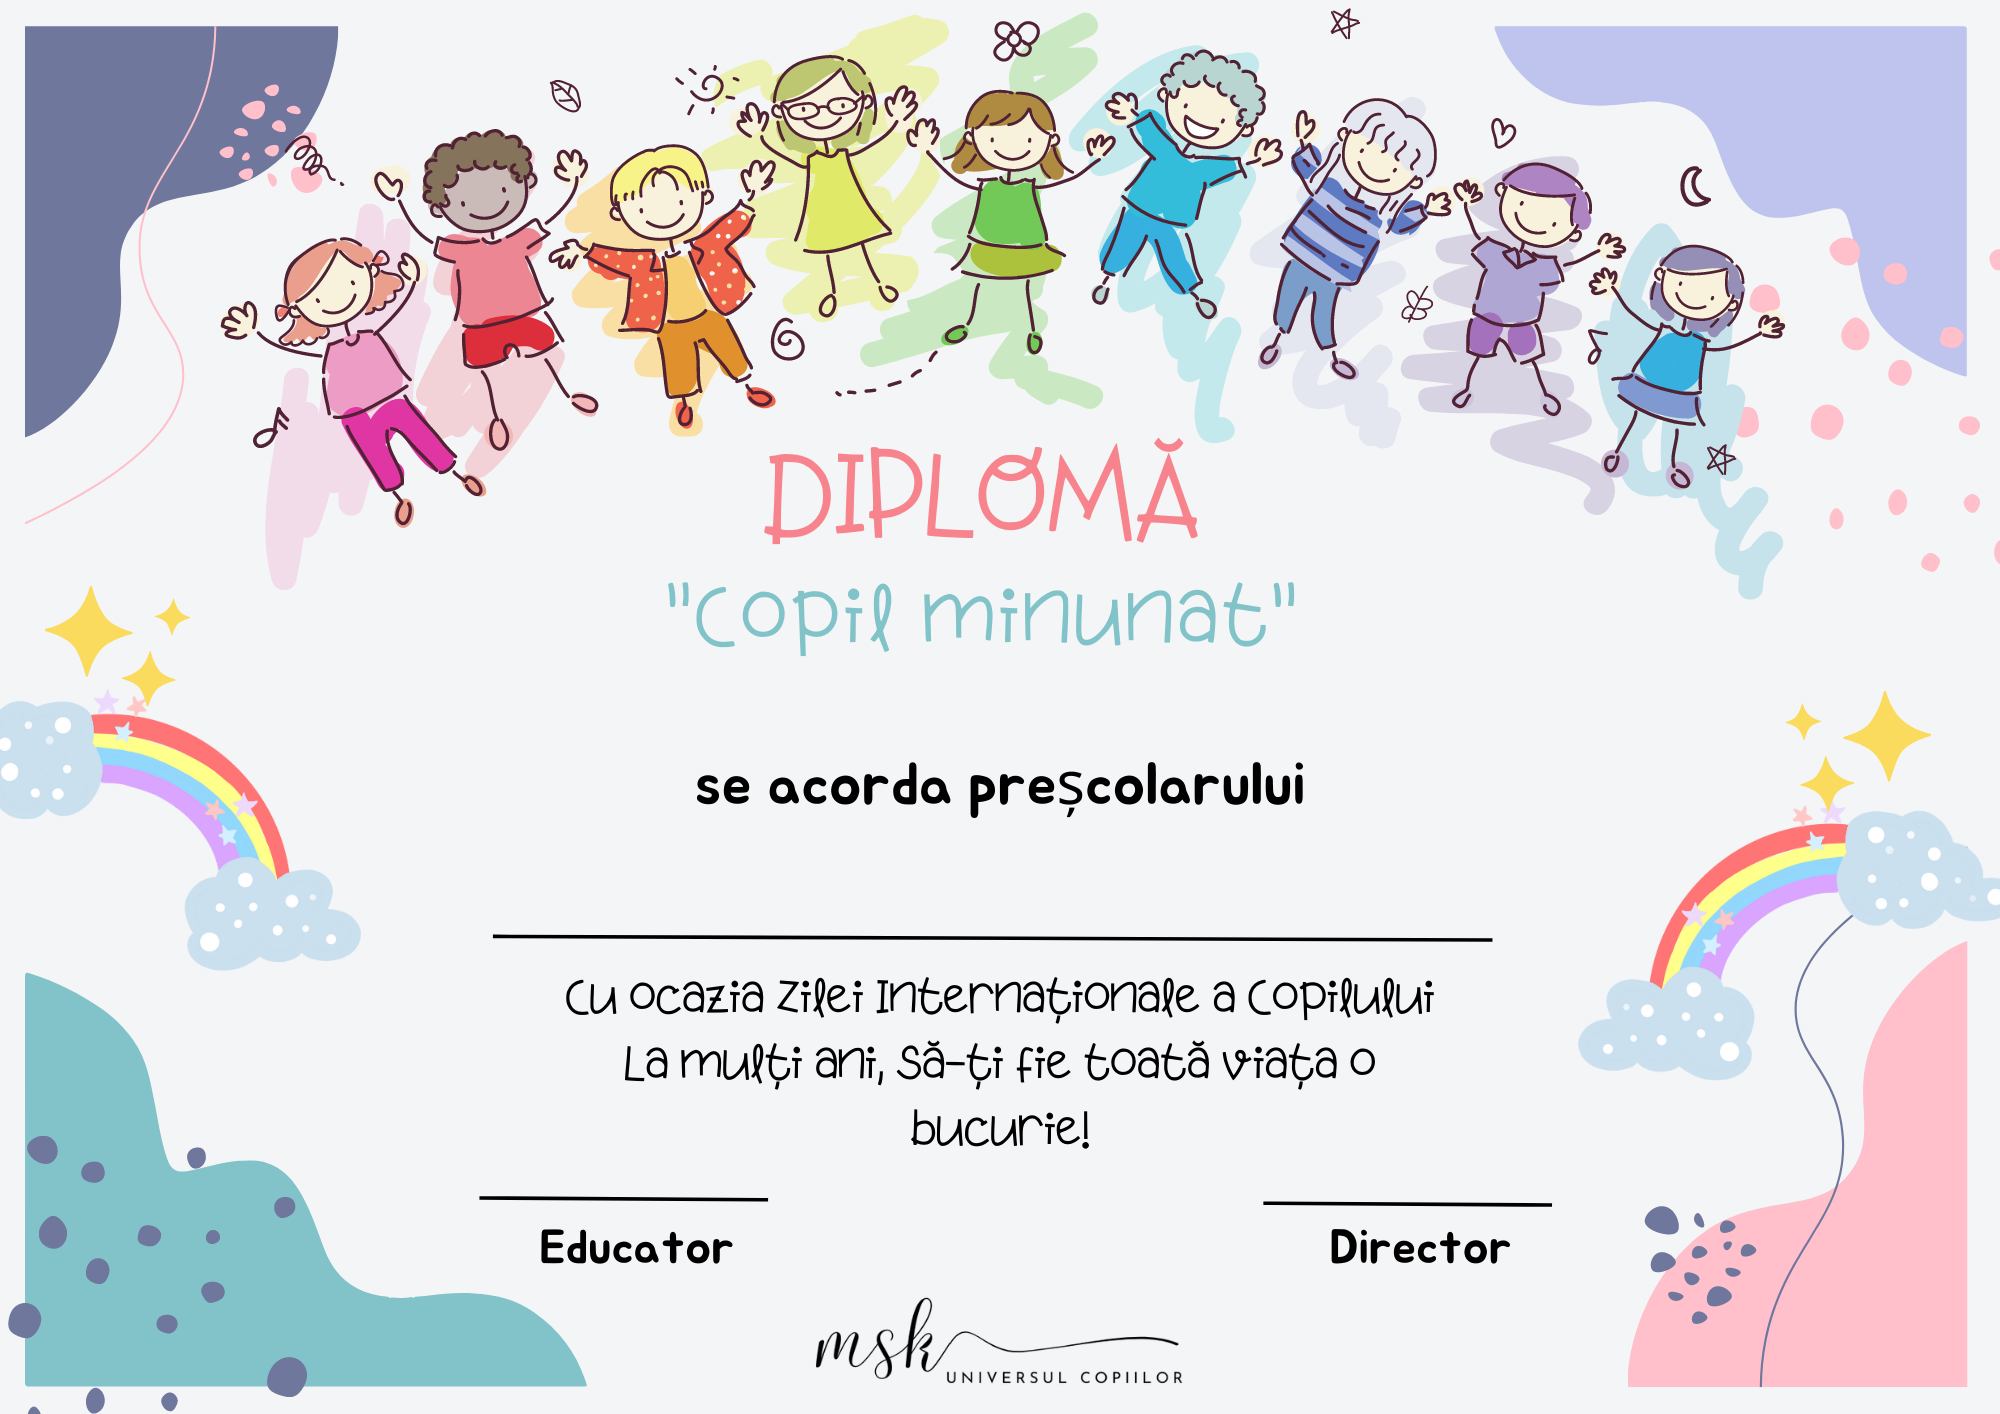 DIPLOMĂ
"Copil minunat"
se acorda preșcolarului
Cu ocazia Zilei Internaționale a Copilului
La mulți ani, Să-ți fie toată viața o
bucurie!
Educator
Director
msk
UNIVERSUL COPIILOR